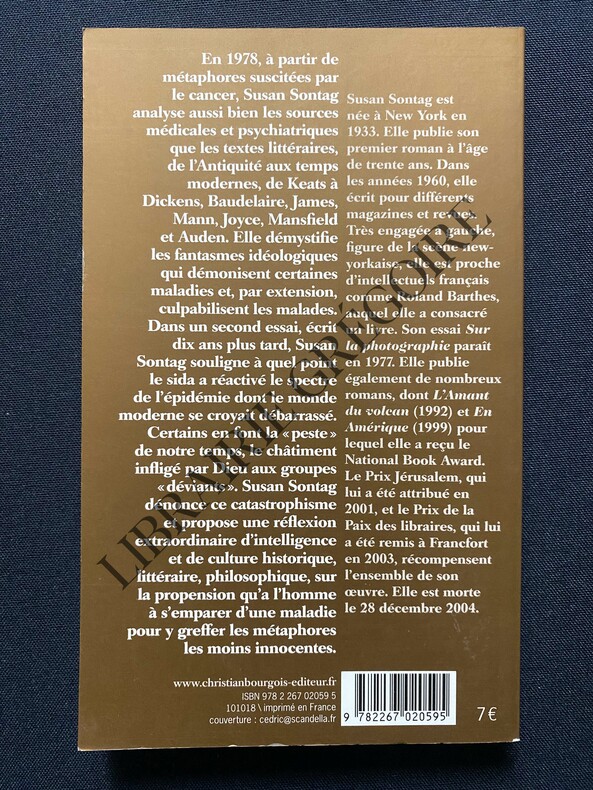 En 1978, à partir de
métaphores suscitées par
le cancer, Susan Sontag
analyse aussi bien les sources
médicales et psychiatriques
que les textes littéraires,
de l'Antiquité aux temps
modernes, de Keats à
Dickens, Baudelaire, James,
Mann, Joyce, Mansfield
et Auden. Elle démystifie
les fantasmes idéologiques
qui démonisent certaines
maladies et, par extension,
culpabilisent les malades.
Dans un second essai, écrit
dix ans plus tard, Susan
Sontag souligne à quel point
le sida a réactivé le spectre
de l'épidémie dont le monde
moderne se croyait débarrassé.
Certains en font la « peste »
de notre temps, le châtiment
infligé par Dieu aux groupes
« déviants ». Susan Sontag
dénonce ce catastrophisme
et propose une réflexion
extraordinaire d'intelligence
et de culture historique,
littéraire, philosophique, sur
la propension qu'a l'homme
à s'emparer d'une maladie
pour y greffer les métaphores
les moins innocentes.
Susan Sontag est
née à New York en
1933. Elle publie son
premier roman à l'âge
de trente ans. Dans
les années 1960, elle
écrit pour différents
magazines et revues.
Très engagée à gauche,
figure de la scène new-
yorkaise, elle est proche
d'intellectuels français
comme Roland Barthes,
auquel elle a consacré
un livre. Son essai Sur
la photographie paraît
en 1977. Elle publie
également de nombreux
romans, dont L'Amant
du volcan (1992) et En
Amérique (1999) pour
lequel elle a reçu le
National Book Award.
Le Prix Jérusalem, qui
lui a été attribué en
2001, et le Prix de la
Paix des libraires, qui lui
a été remis à Francfort
en 2003, récompensent
l'ensemble de son
œuvre. Elle est morte
le 28 décembre 2004.
www.christianbourgois-editeur.fr
ISBN 978 2 267 02059 5
101018 \ imprimé en France
couverture : cedric@scandella.fr
9 782267 020595
7 €
LIBRAIRIE GRÉGOIRE